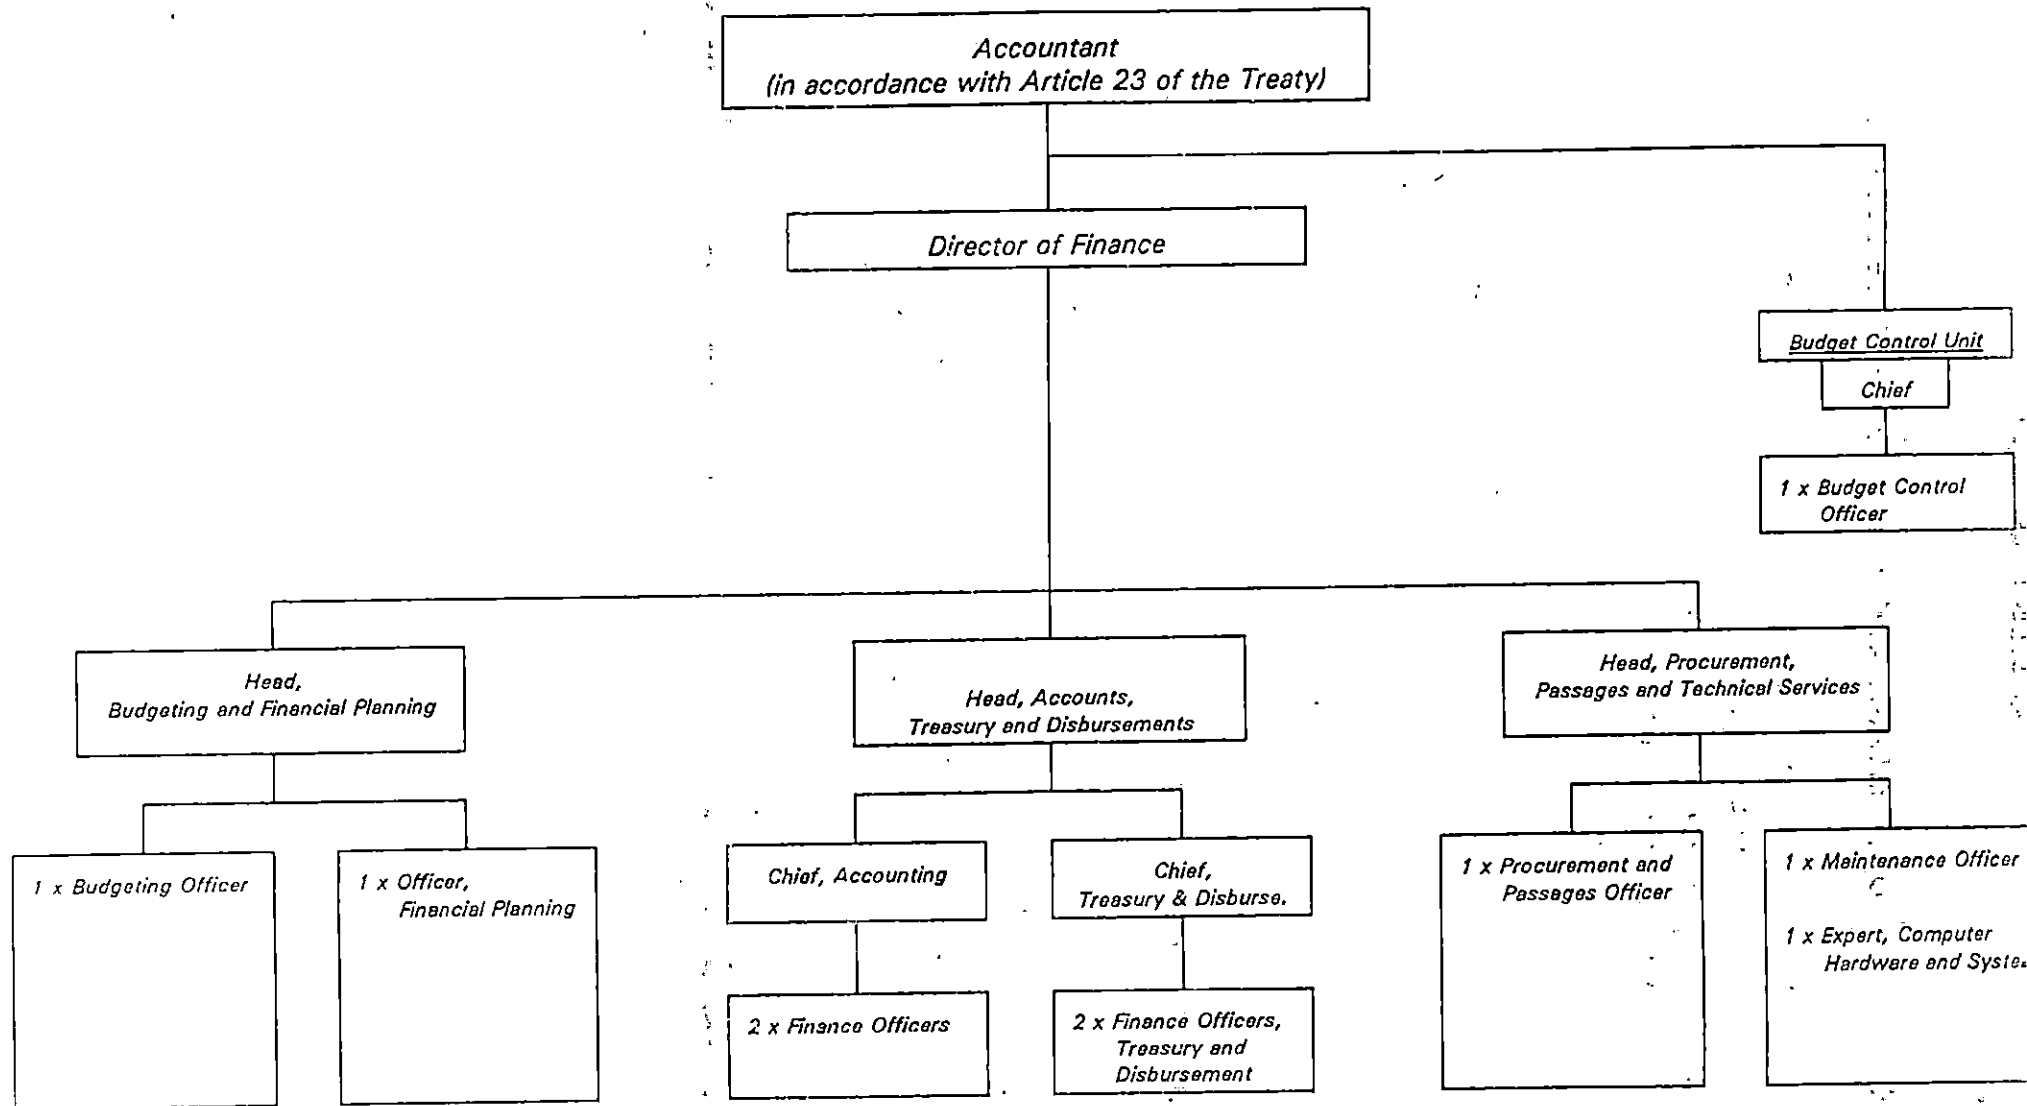 Accountant
(in accordance with Article 23 of the Treaty)
Director of Finance
Budget Control Unit
Chief
1 x Budget Control
Officer
Head,
Budgeting and Financial Planning
Head, Accounts,
Treasury and Disbursements
Head, Procurement,
Passages and Technical Services
1 x Budgeting Officer
1 x Officer,
Financial Planning
Chief, Accounting
Chief,
Treasury & Disburse.
2 x Finance Officers
2 x Finance Officers,
Treasury and
Disbursement
1 x Procurement and
Passages Officer
1 x Maintenance Officer
1 x Expert, Computer
Hardware and